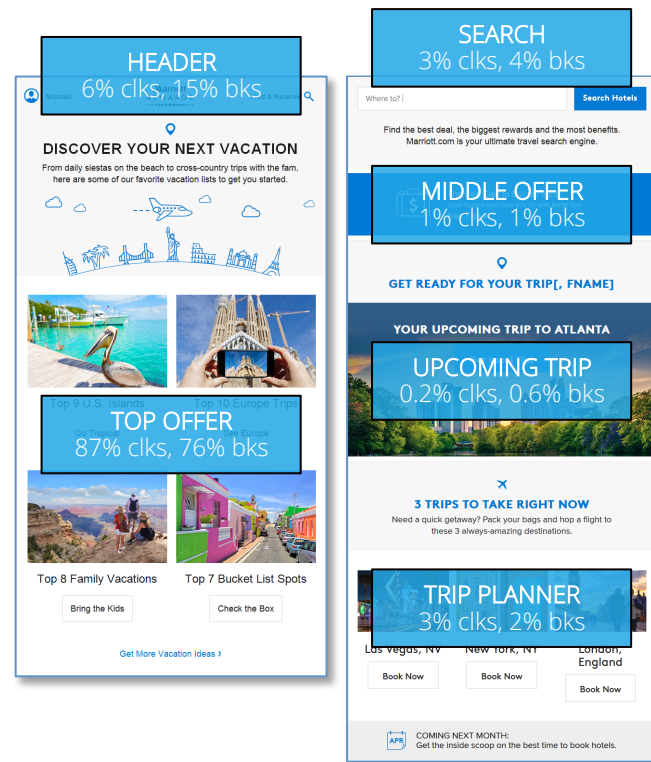 HEADER
6% clks, 15% bks
Mitchell
DISCOVER YOUR NEXT VACATION
From daily siestas on the beach to cross-country trips with the fam,
here are some of our favorite vacation lists to get you started.
Top 9 U.S. Islands
Top 10 Europe Trips
Go Tropical
See Europe
TOP OFFER
87% clks, 76% bks
Top 8 Family Vacations
Top 7 Bucket List Spots
Bring the Kids
Check the Box
Get More Vacation Ideas ›
SEARCH
3% clks, 4% bks
Where to? |
Search Hotels
Find the best deal, the biggest rewards and the most benefits.
Marriott.com is your ultimate travel search engine.
MIDDLE OFFER
1% clks, 1% bks
GET READY FOR YOUR TRIP[, FNAME]
YOUR UPCOMING TRIP TO ATLANTA
UPCOMING TRIP
0.2% clks, 0.6% bks
3 TRIPS TO TAKE RIGHT NOW
Need a quick getaway? Pack your bags and hop a flight to
these 3 always-amazing destinations.
TRIP PLANNER
3% clks, 2% bks
Las Vegas, NV
New York, NY
London,
England
Book Now
Book Now
Book Now
APR
COMING NEXT MONTH:
Get the inside scoop on the best time to book hotels.